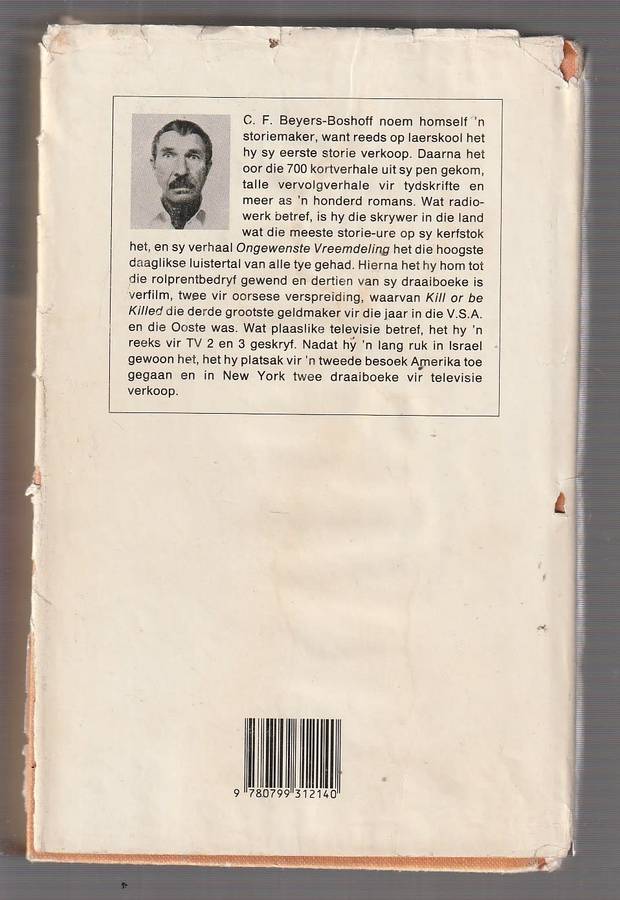 C. F. Beyers-Boshoff noem homself 'n
storiemaker, want reeds op laerskool het
hy sy eerste storie verkoop. Daarna het
oor die 700 kortverhale uit sy pen gekom,
talle vervolgverhale vir tydskrifte en
meer as 'n honderd romans. Wat radio-
werk betref, is hy die skrywer in die land
wat die meeste storie-ure op sy kerfstok
het, en sy verhaal Ongewenste Vreemdeling het die hoogste
daaglikse luistertal van alle tye gehad. Hierna het hy hom tot
die rolprentbedryf gewend en dertien van sy draaiboeke is
verfilm, twee vir oorsese verspreiding, waarvan Kill or be
Killed die derde grootste geldmaker vir die jaar in die V.S.A.
en die Ooste was. Wat plaaslike televisie betref, het hy 'n
reeks vir TV 2 en 3 geskryf. Nadat hy 'n lang ruk in Israel
gewoon het, het hy platsak vir 'n tweede besoek Amerika toe
gegaan en in New York twee draaiboeke vir televisie
verkoop.
9 780799 312140